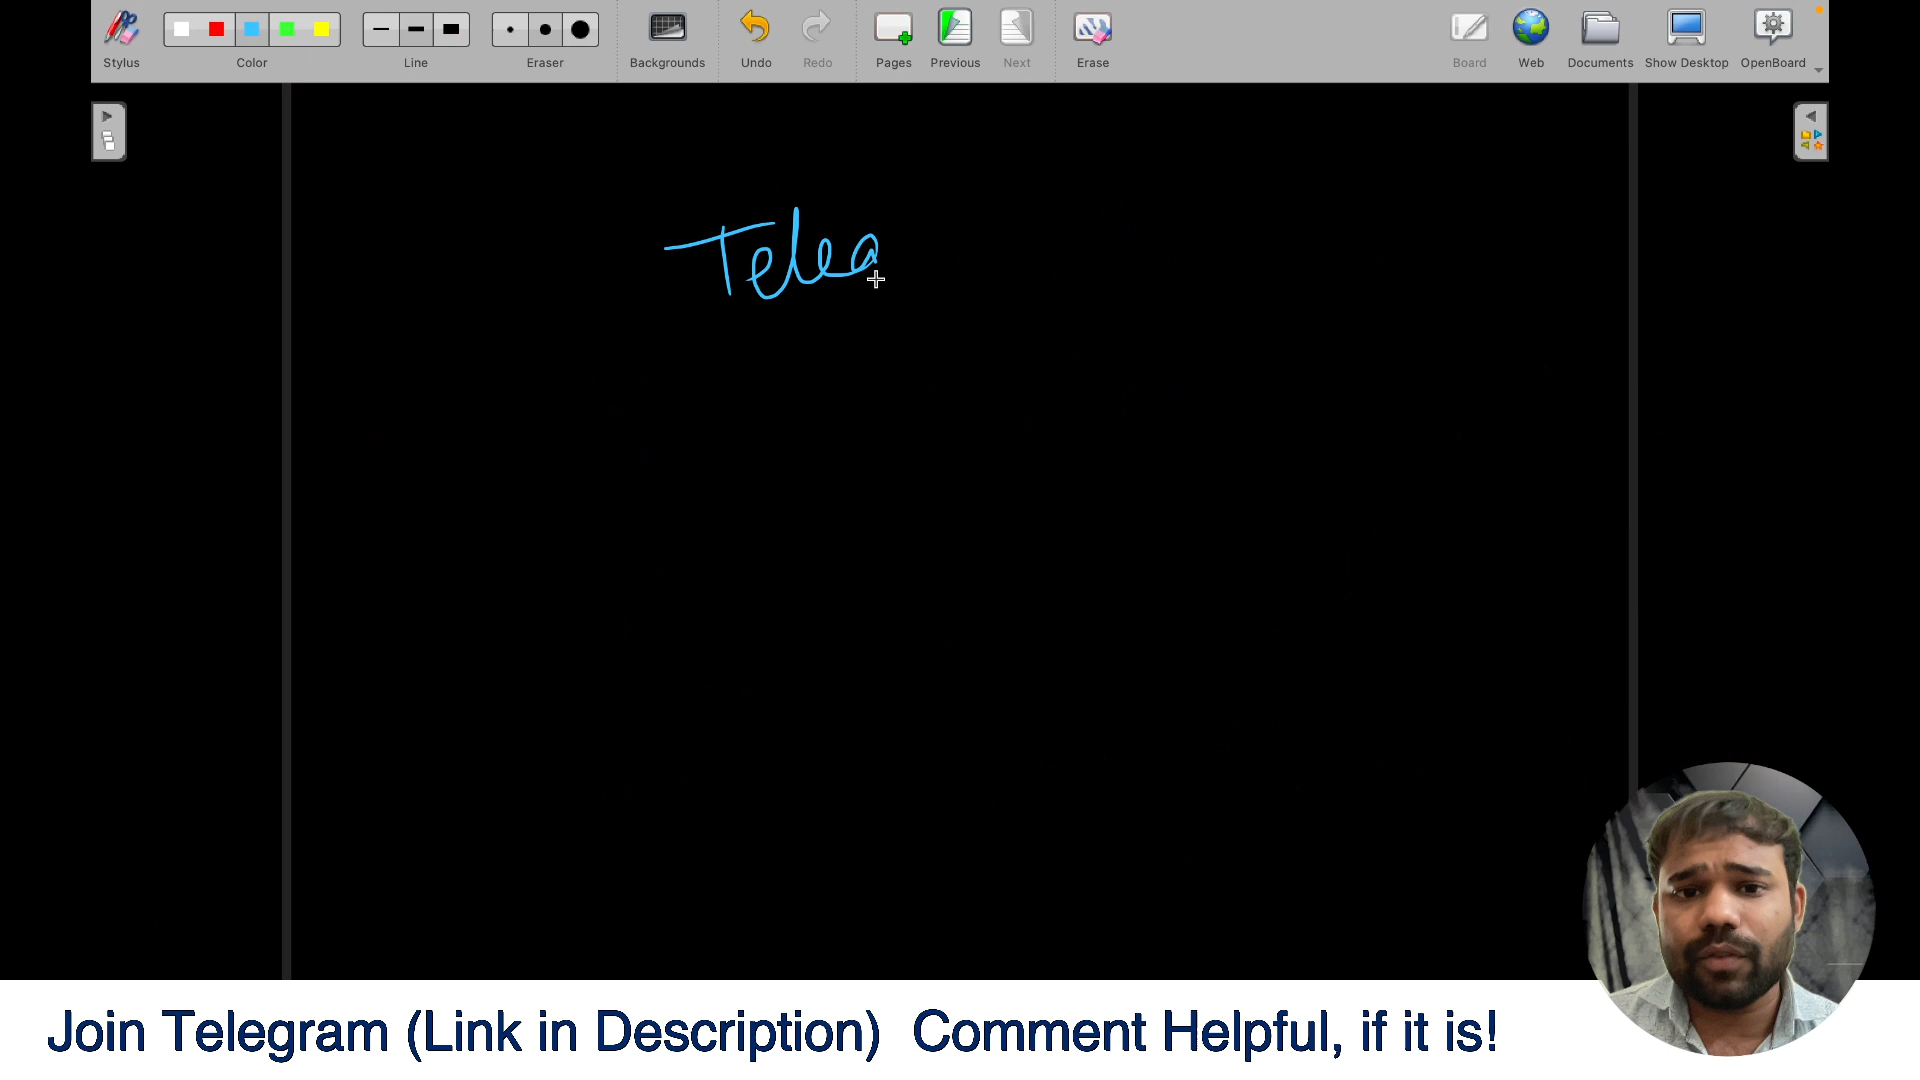 Stylus Color Line Eraser Backgrounds Undo Redo Pages Previous Next Erase Board Web Documents Show Desktop OpenBoard
Telea
Join Telegram (Link in Description) Comment Helpful, if it is!